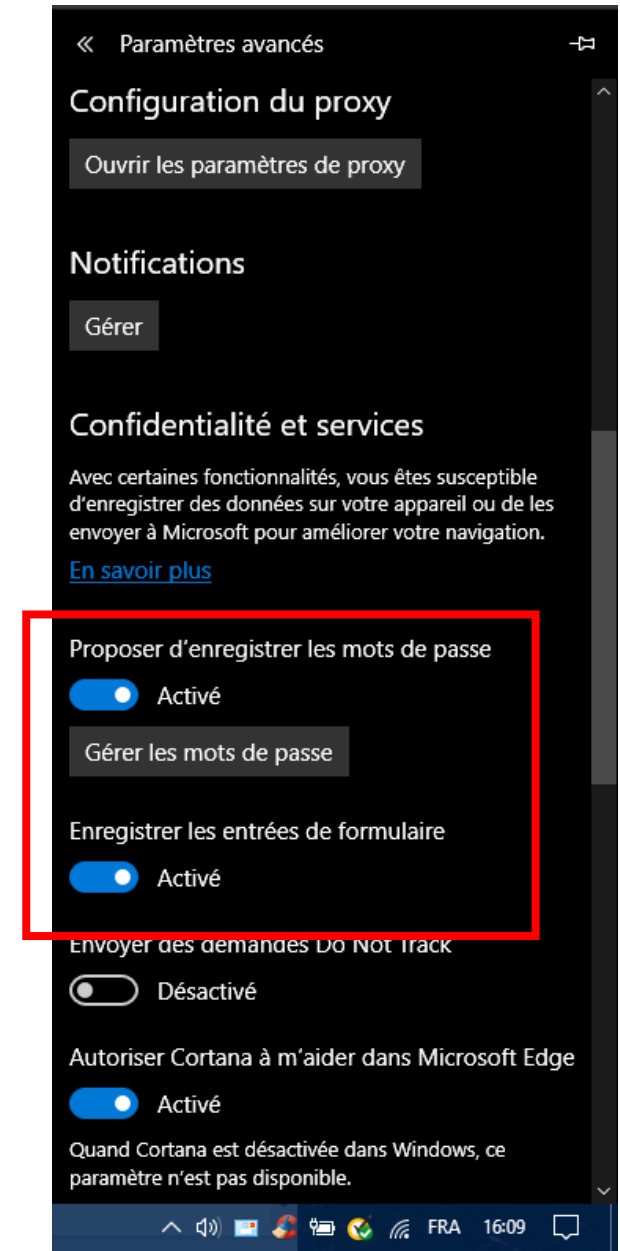 Paramètres avancés
Configuration du proxy
Ouvrir les paramètres de proxy
Notifications
Gérer
Confidentialité et services
Avec certaines fonctionnalités, vous êtes susceptible
d'enregistrer des données sur votre appareil ou de les
envoyer à Microsoft pour améliorer votre navigation.
En savoir plus
Proposer d'enregistrer les mots de passe
Activé
Gérer les mots de passe
Enregistrer les entrées de formulaire
Activé
Envoyer des demandes Do Not Track
Désactivé
Autoriser Cortana à m'aider dans Microsoft Edge
Activé
Quand Cortana est désactivée dans Windows, ce
paramètre n'est pas disponible.
FRA 16:09